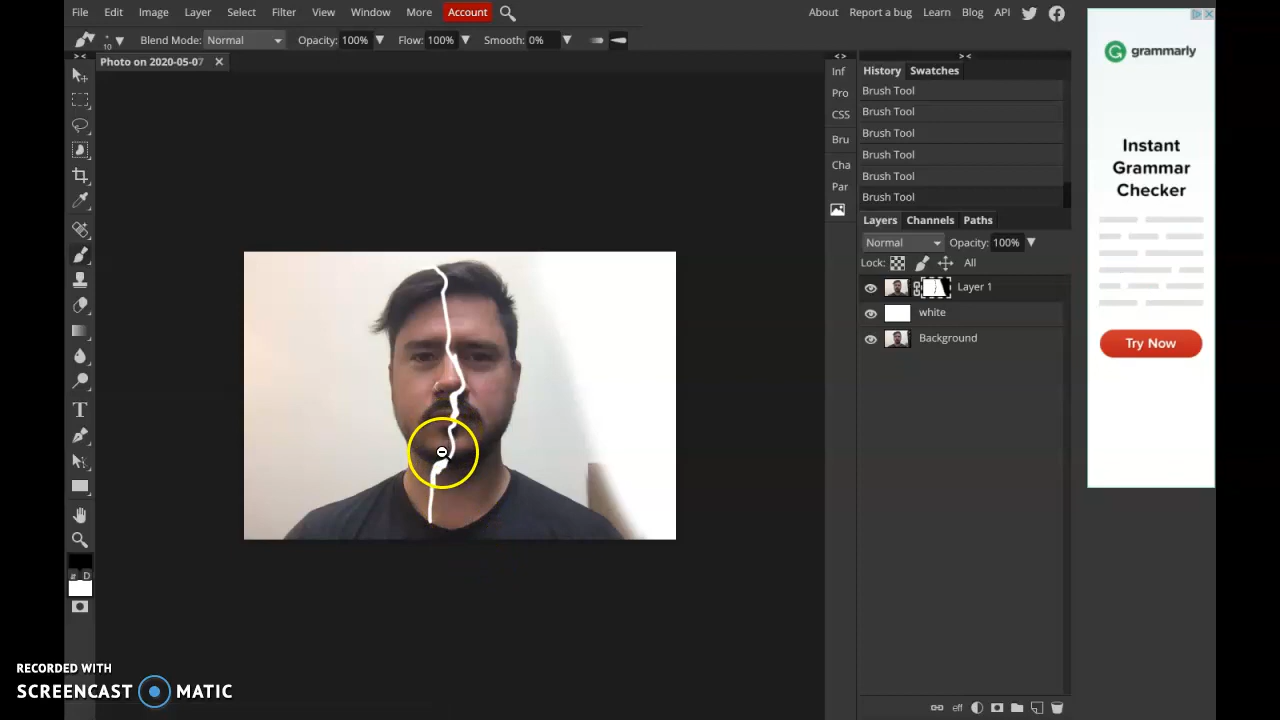 File Edit Image Layer Select Filter View Window More Account
About Report a bug Learn Blog API
10 Blend Mode: Normal Opacity: 100% Flow: 100% Smooth: 0%
Photo on 2020-05-07
> <
< >
> <
Inf
Pro
CSS
Bru
Cha
Par
History Swatches
Brush Tool
Brush Tool
Brush Tool
Brush Tool
Brush Tool
Brush Tool
Layers Channels Paths
Normal Opacity: 100%
Lock: All
Layer 1
white
Background
eff
T
D
grammarly
Instant
Grammar
Checker
Try Now
RECORDED WITH
SCREENCAST MATIC